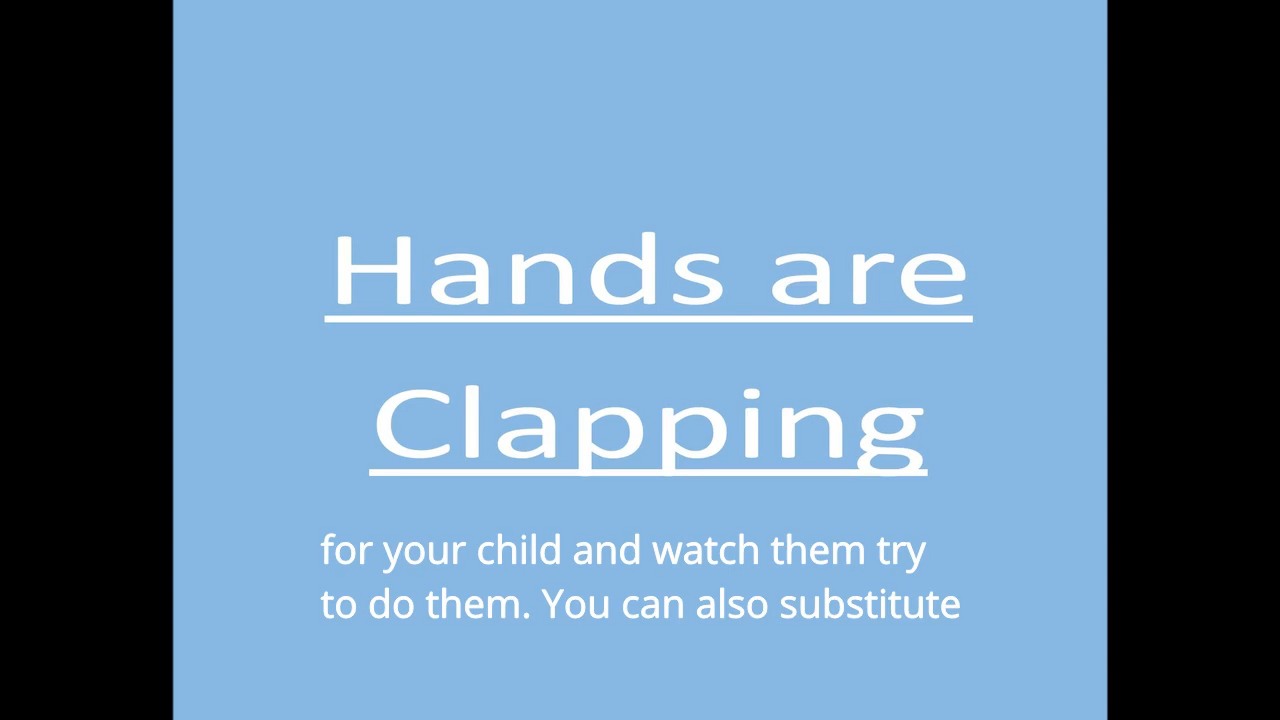 Hands are
Clapping
for your child and watch them try
to do them. You can also substitute